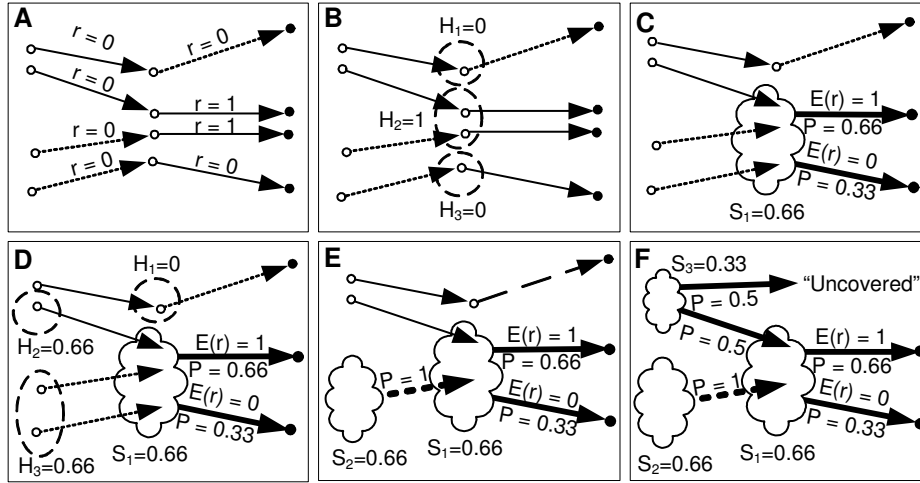 A
r = 0
r = 0
r = 0
r = 1
r = 1
r = 0
r = 0
r = 0
B
H1=0
H2=1
H3=0
C
E(r) = 1
P = 0.66
E(r) = 0
P = 0.33
S1=0.66
D
H1=0
H2=0.66
E(r) = 1
P = 0.66
E(r) = 0
P = 0.33
H3=0.66
S1=0.66
E
E(r) = 1
P = 0.66
P = 1
E(r) = 0
P = 0.33
S2=0.66
S1=0.66
F
S3=0.33
P = 0.5
"Uncovered"
P = 0.5
E(r) = 1
P = 0.66
P = 1
E(r) = 0
P = 0.33
S2=0.66
S1=0.66